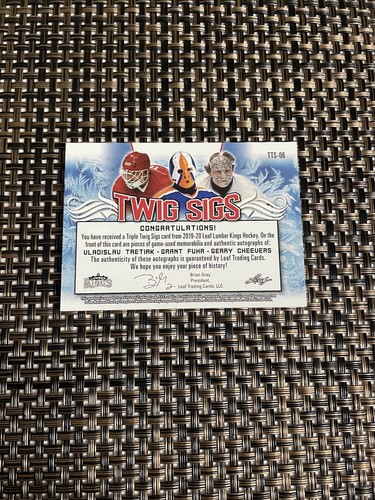 TTS-06
TWIG SIGS
CONGRATULATIONS!
You have received a Triple Twig Sigs card from 2019-20 Leaf Lumber Kings Hockey. On the
front of this card are pieces of game-used memorabilia and authentic autographs of:
VLADISLAV TRETIAK - GRANT FUHR - GERRY CHEEVERS
The authenticity of these autographs is guaranteed by Leaf Trading Cards.
We hope you enjoy your piece of history!
Brian Gray
President,
Leaf Trading Cards, LLC
Leaf